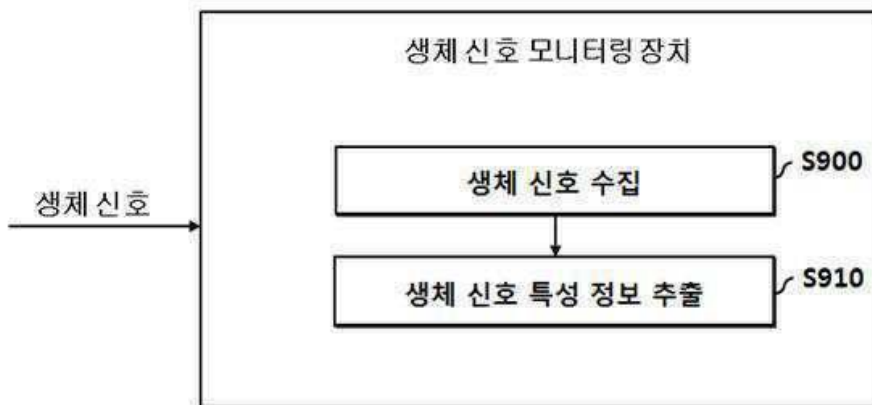 생체 신호 모니터링 장치
생체 신호 수집
S900
생체 신호
생체 신호 특성 정보 추출
S910